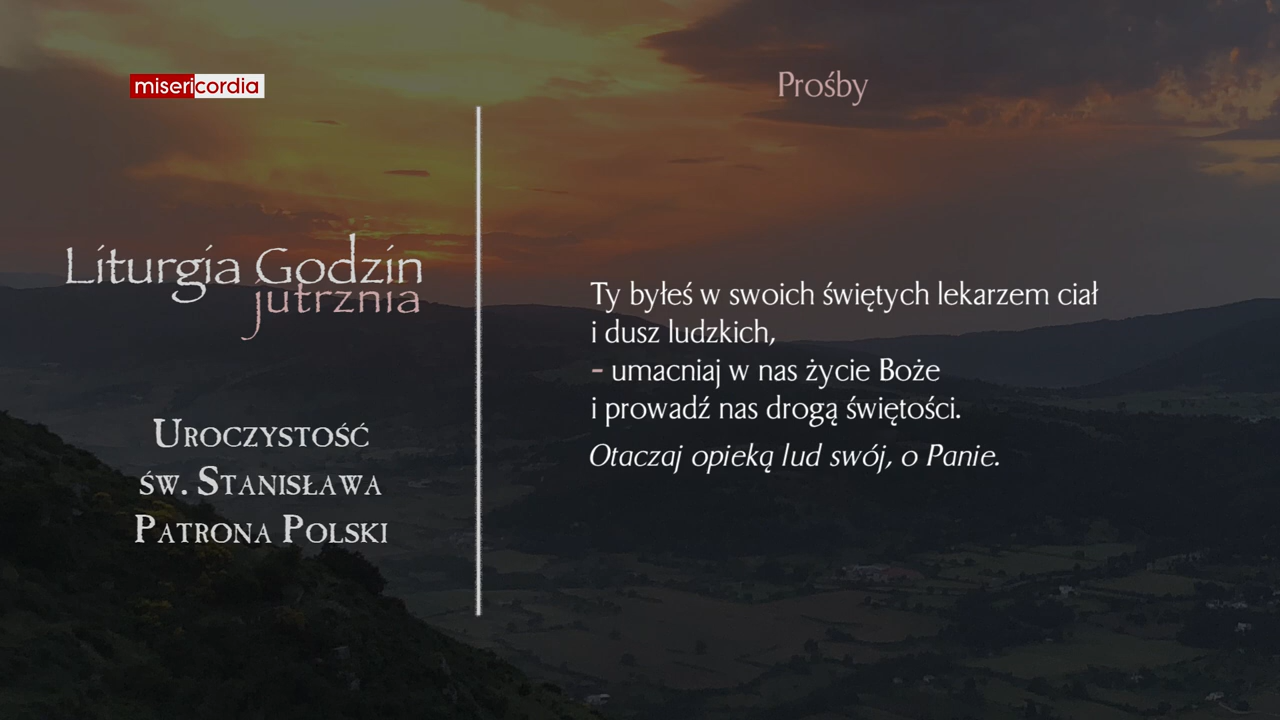 misericordia
Liturgia Godzin
jutrznia
Uroczystość
św. Stanisława
Patrona Polski
Prośby
Ty byłeś w swoich świętych lekarzem ciał
i dusz ludzkich,
- umacniaj w nas życie Boże
i prowadź nas drogą świętości.
Otaczaj opieką lud swój, o Panie.